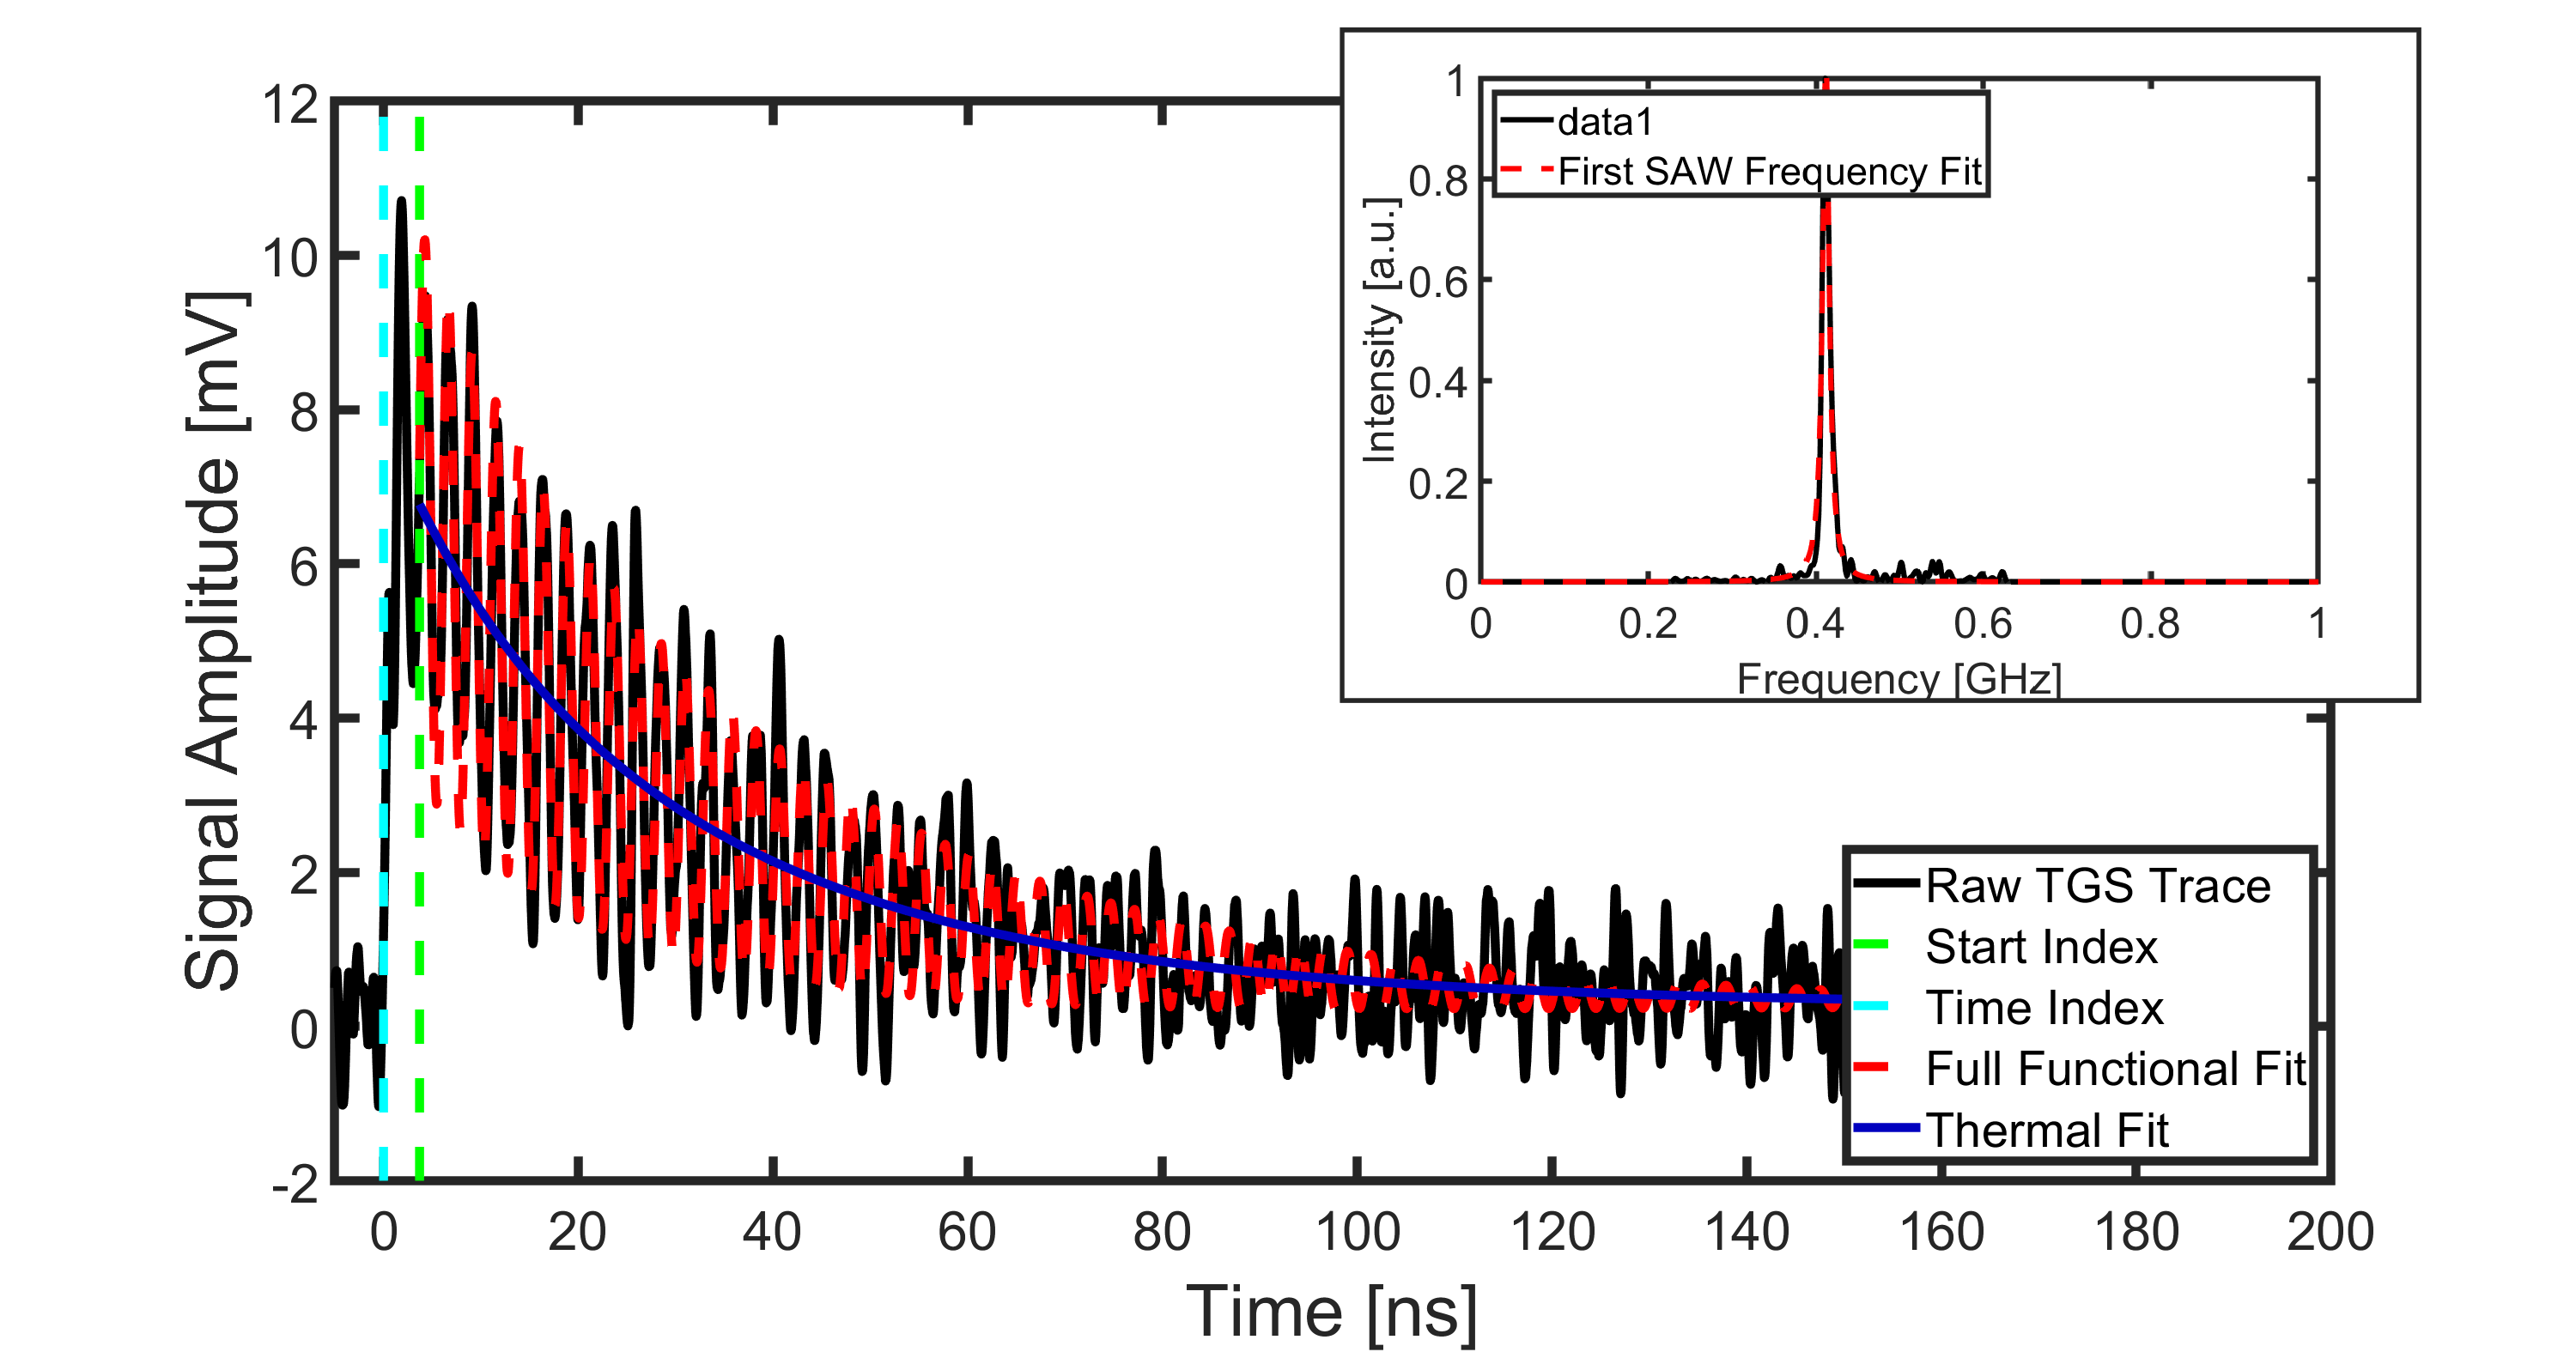 Signal Amplitude [mV]
12
10
8
6
4
2
0
-2
0 20 40 60 80 100 120 140 160 180 200
Time [ns]
Raw TGS Trace
Start Index
Time Index
Full Functional Fit
Thermal Fit
Intensity [a.u.]
1
0.8
0.6
0.4
0.2
0
0 0.2 0.4 0.6 0.8 1
Frequency [GHz]
data1
First SAW Frequency Fit